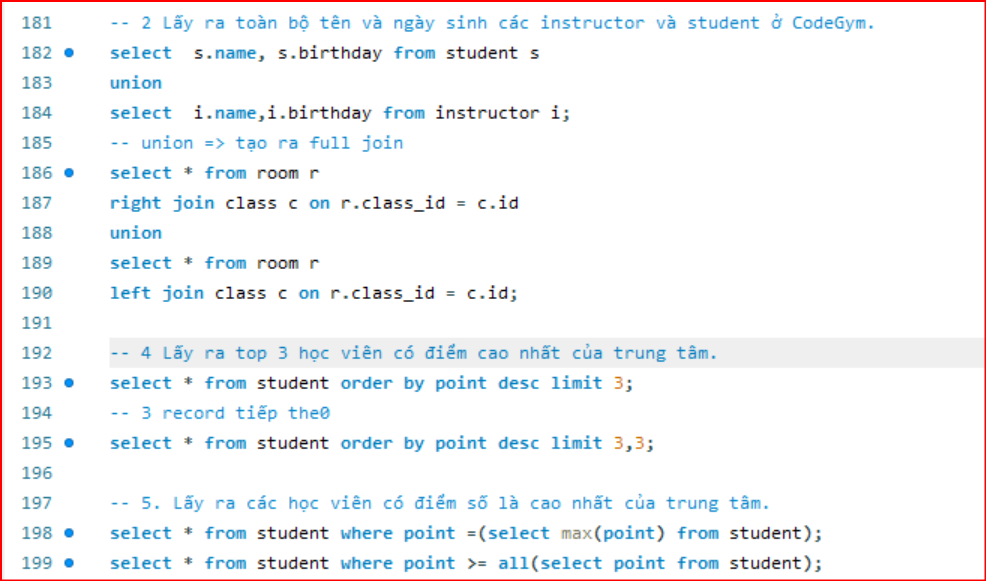 181 -- 2 Lấy ra toàn bộ tên và ngày sinh các instructor và student ở CodeGym.
182 select  s.name, s.birthday from student s
183 union
184 select  i.name,i.birthday from instructor i;
185 -- union => tạo ra full join
186 select * from room r
187 right join class c on r.class_id = c.id
188 union
189 select * from room r
190 left join class c on r.class_id = c.id;
191
192 -- 4 Lấy ra top 3 học viên có điểm cao nhất của trung tâm.
193 select * from student order by point desc limit 3;
194 -- 3 record tiếp the0
195 select * from student order by point desc limit 3,3;
196
197 -- 5. Lấy ra các học viên có điểm số là cao nhất của trung tâm.
198 select * from student where point =(select max(point) from student);
199 select * from student where point >= all(select point from student);